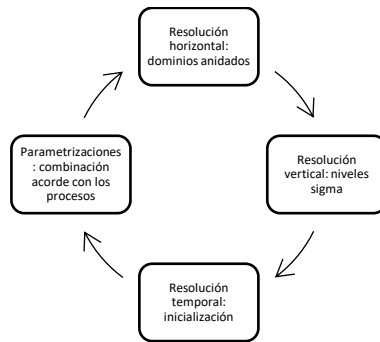 Resolución
horizontal:
dominios anidados
Resolución
vertical: niveles
sigma
Resolución
temporal:
inicialización
Parametrizaciones
: combinación
acorde con los
procesos